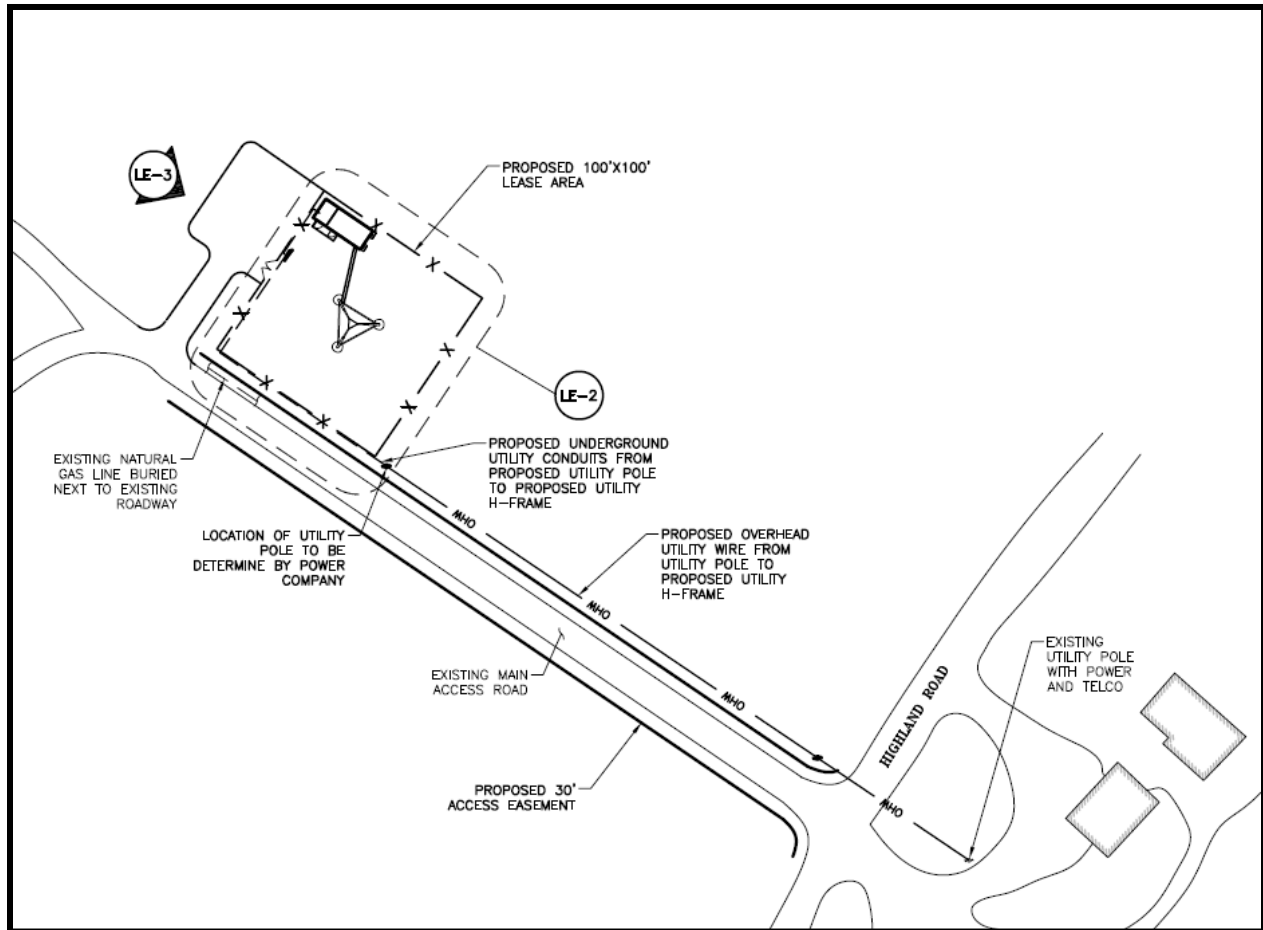 LE-3
PROPOSED 100'X100'
LEASE AREA
LE-2
EXISTING NATURAL
GAS LINE BURIED
NEXT TO EXISTING
ROADWAY
PROPOSED UNDERGROUND
UTILITY CONDUITS FROM
PROPOSED UTILITY POLE
TO PROPOSED UTILITY
H-FRAME
LOCATION OF UTILITY
POLE TO BE
DETERMINE BY POWER
COMPANY
OHW
PROPOSED OVERHEAD
UTILITY WIRE FROM
UTILITY POLE TO
PROPOSED UTILITY
H-FRAME
OHW
EXISTING MAIN
ACCESS ROAD
OHW
HIGHLAND ROAD
EXISTING
UTILITY POLE
WITH POWER
AND TELCO
PROPOSED 30'
ACCESS EASEMENT
OHW